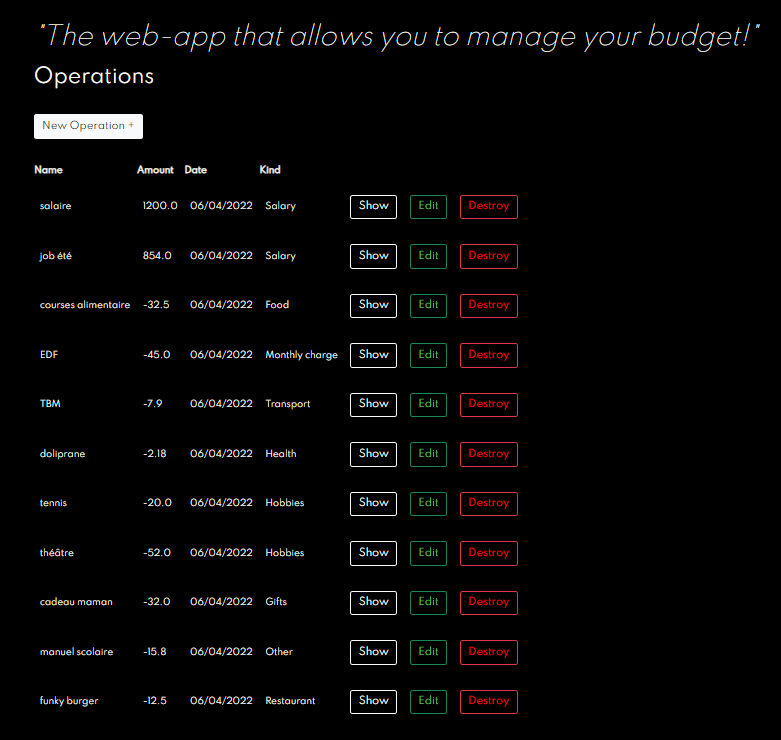 "The web-app that allows you to manage your budget!"
Operations
New Operation +
Name Amount Date Kind
salaire 1200.0 06/04/2022 Salary Show Edit Destroy
job été 854.0 06/04/2022 Salary Show Edit Destroy
courses alimentaire -32.5 06/04/2022 Food Show Edit Destroy
EDF -45.0 06/04/2022 Monthly charge Show Edit Destroy
TBM -7.9 06/04/2022 Transport Show Edit Destroy
doliprane -2.18 06/04/2022 Health Show Edit Destroy
tennis -20.0 06/04/2022 Hobbies Show Edit Destroy
théâtre -52.0 06/04/2022 Hobbies Show Edit Destroy
cadeau maman -32.0 06/04/2022 Gifts Show Edit Destroy
manuel scolaire -15.8 06/04/2022 Other Show Edit Destroy
funky burger -12.5 06/04/2022 Restaurant Show Edit Destroy